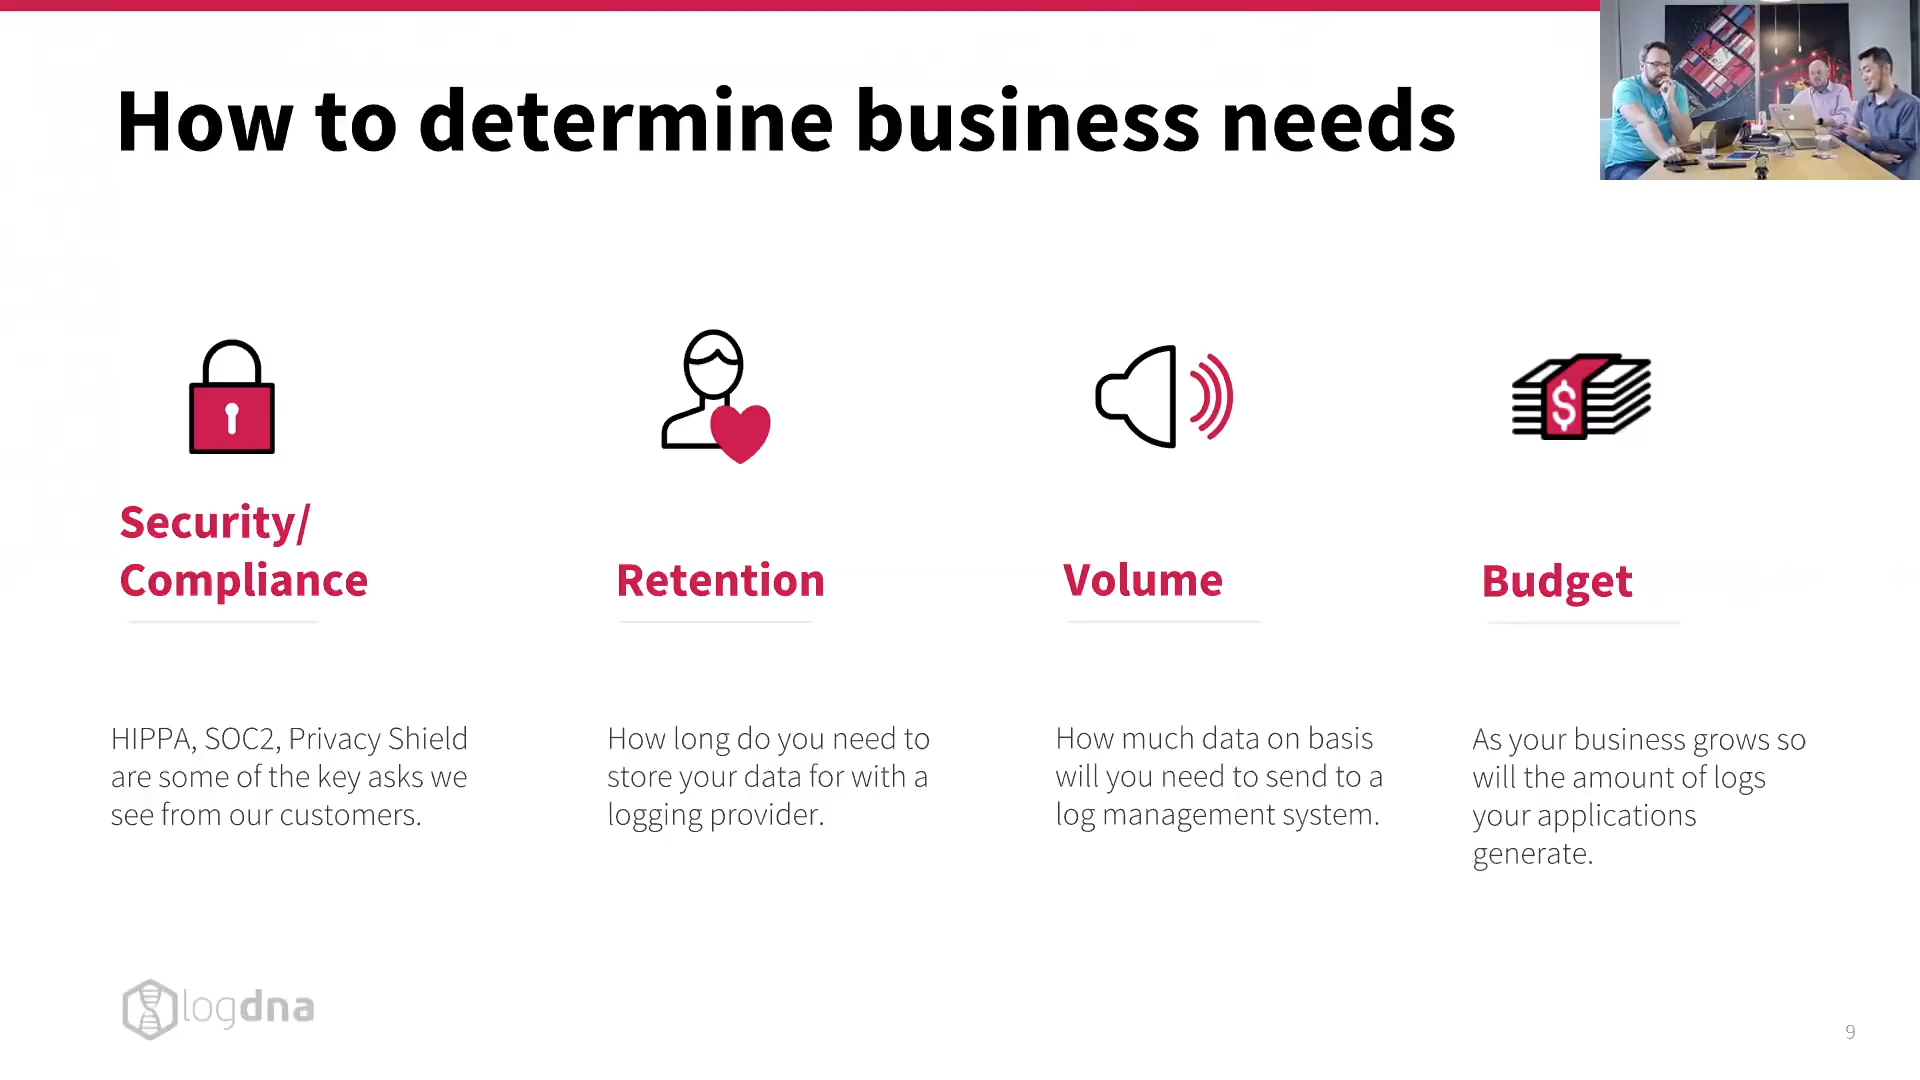 How to determine business needs
Security/
Compliance
HIPPA, SOC2, Privacy Shield
are some of the key asks we
see from our customers.
Retention
How long do you need to
store your data for with a
logging provider.
Volume
How much data on basis
will you need to send to a
log management system.
Budget
As your business grows so
will the amount of logs
your applications
generate.
$
logdna
9